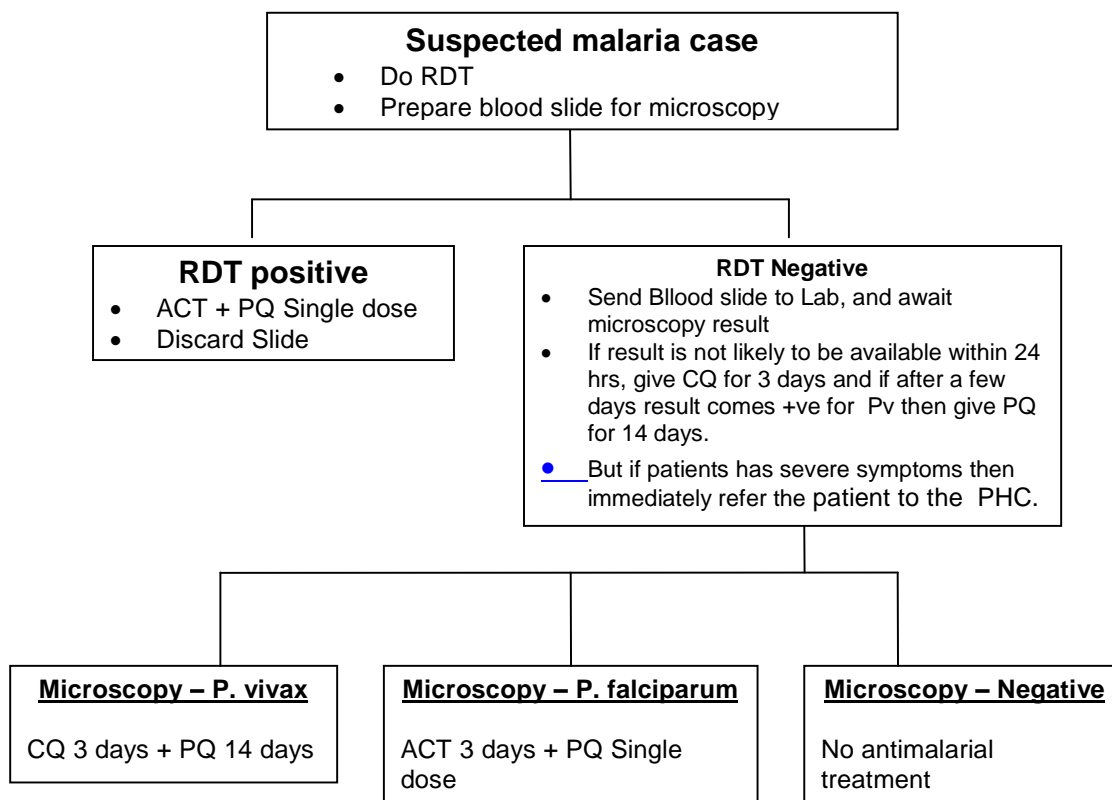 Suspected malaria case
• Do RDT
• Prepare blood slide for microscopy
RDT positive
• ACT + PQ Single dose
• Discard Slide
RDT Negative
• Send Bllood slide to Lab, and await
microscopy result
• If result is not likely to be available within 24
hrs, give CQ for 3 days and if after a few
days result comes +ve for Pv then give PQ
for 14 days.
• But if patients has severe symptoms then
immediately refer the patient to the PHC.
Microscopy – P. vivax
CQ 3 days + PQ 14 days
Microscopy – P. falciparum
ACT 3 days + PQ Single
dose
Microscopy – Negative
No antimalarial
treatment